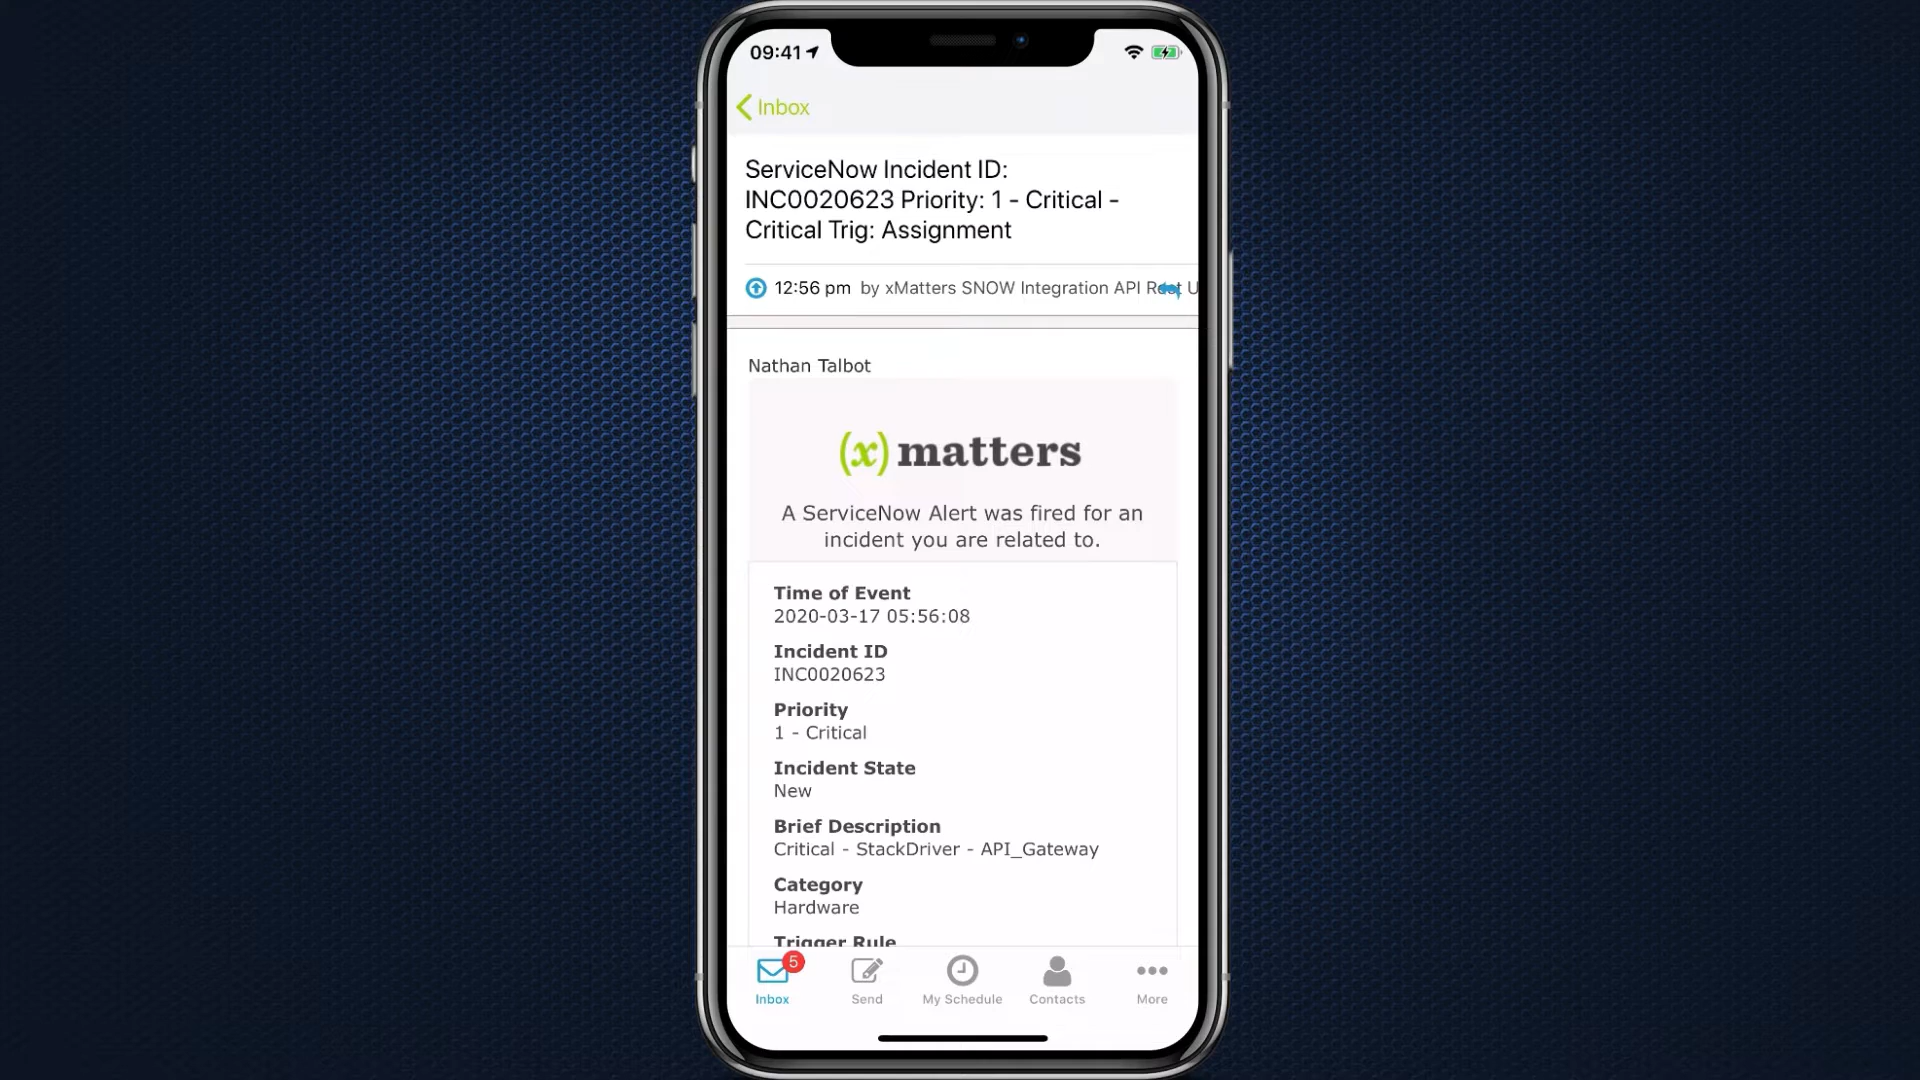 09:41
Inbox
ServiceNow Incident ID:
INC0020623 Priority: 1 - Critical -
Critical Trig: Assignment
12:56 pm by xMatters SNOW Integration API Rest U
Nathan Talbot
(x) matters
A ServiceNow Alert was fired for an
incident you are related to.
Time of Event
2020-03-17 05:56:08
Incident ID
INC0020623
Priority
1 - Critical
Incident State
New
Brief Description
Critical - StackDriver - API_Gateway
Category
Hardware
Trigger Rule
5
Inbox
Send
My Schedule
Contacts
More